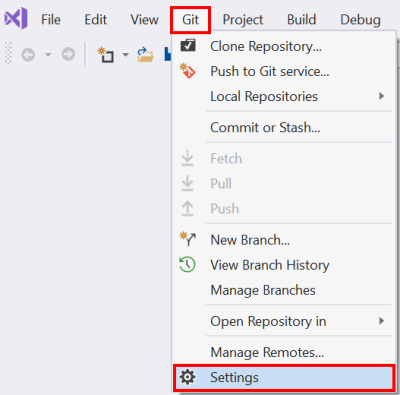 File Edit View Git Project Build Debug
Clone Repository...
Push to Git service...
Local Repositories
Commit or Stash...
Fetch
Pull
Push
New Branch...
View Branch History
Manage Branches
Open Repository in
Manage Remotes...
Settings